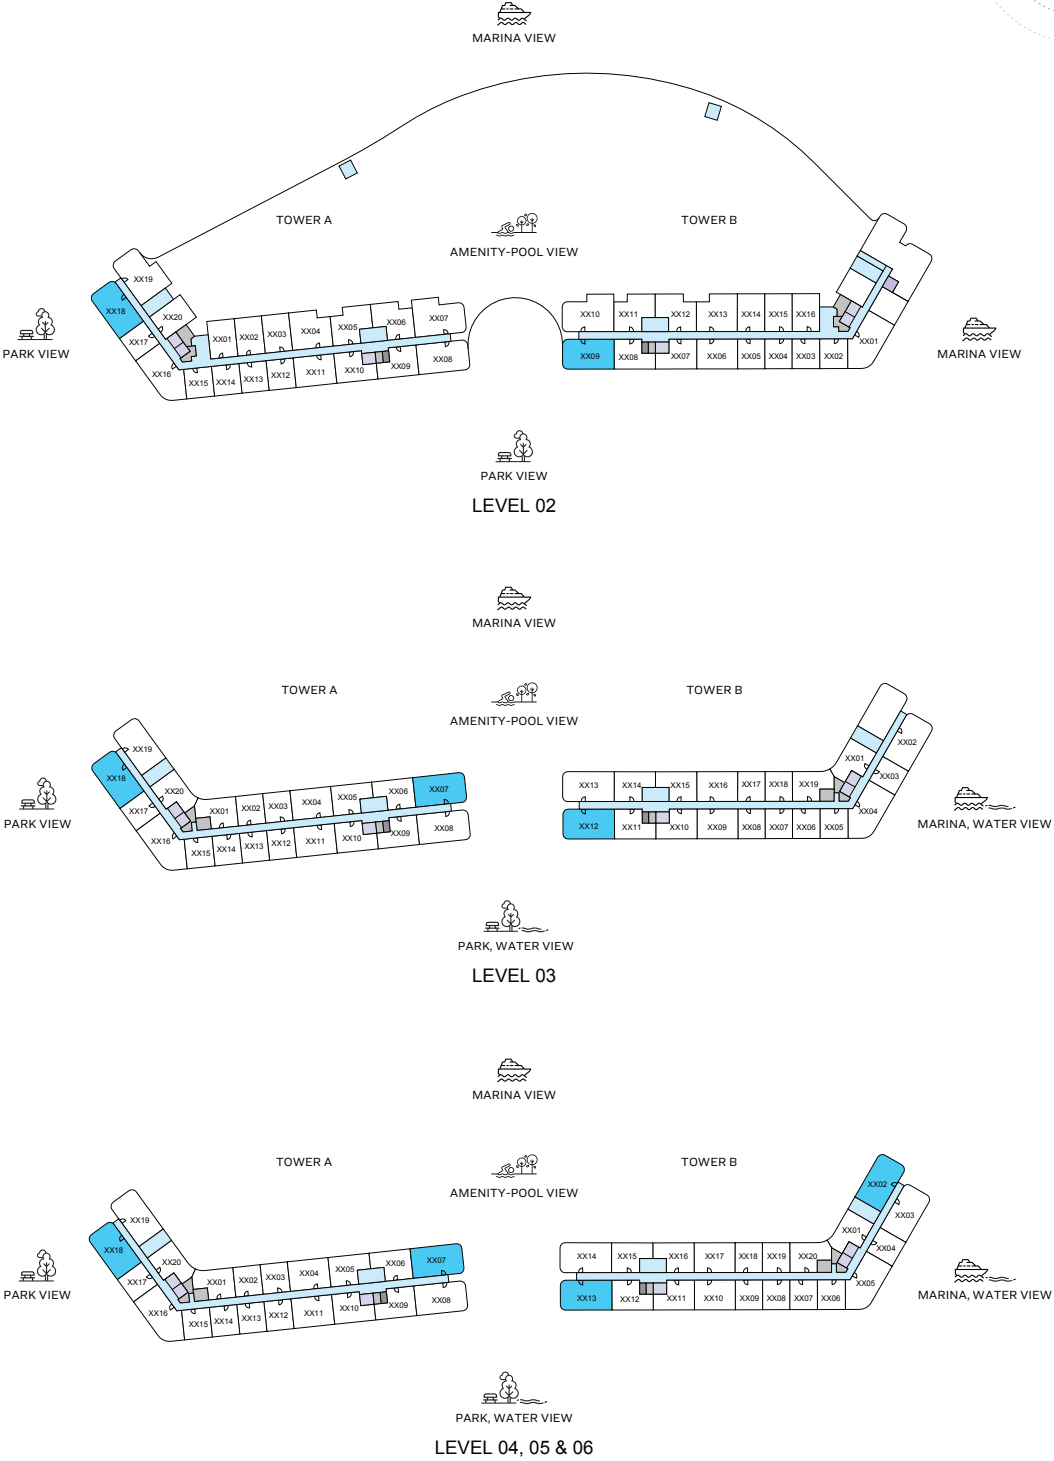 MARINA VIEW
TOWER A
TOWER B
AMENITY-POOL VIEW
XX19
XX18
XX20
XX17
XX16
XX15
XX14
XX13
XX12
XX11
XX10
XX09
XX08
XX01
XX02
XX03
XX04
XX05
XX06
XX07
XX10
XX11
XX12
XX13
XX14
XX15
XX16
XX09
XX08
XX07
XX06
XX05
XX04
XX03
XX02
XX01
PARK VIEW
MARINA VIEW
PARK VIEW
LEVEL 02
MARINA VIEW
TOWER A
TOWER B
AMENITY-POOL VIEW
XX19
XX18
XX20
XX17
XX16
XX15
XX14
XX13
XX12
XX11
XX10
XX09
XX08
XX01
XX02
XX03
XX04
XX05
XX06
XX07
XX13
XX14
XX15
XX16
XX17
XX18
XX19
XX12
XX11
XX10
XX09
XX08
XX07
XX06
XX05
XX04
XX03
XX02
XX01
PARK VIEW
MARINA, WATER VIEW
PARK, WATER VIEW
LEVEL 03
MARINA VIEW
TOWER A
TOWER B
AMENITY-POOL VIEW
XX19
XX18
XX20
XX17
XX16
XX15
XX14
XX13
XX12
XX11
XX10
XX09
XX08
XX01
XX02
XX03
XX04
XX05
XX06
XX07
XX14
XX15
XX16
XX17
XX18
XX19
XX20
XX13
XX12
XX11
XX10
XX09
XX08
XX07
XX06
XX05
XX04
XX03
XX02
XX01
PARK VIEW
MARINA, WATER VIEW
PARK, WATER VIEW
LEVEL 04, 05 & 06